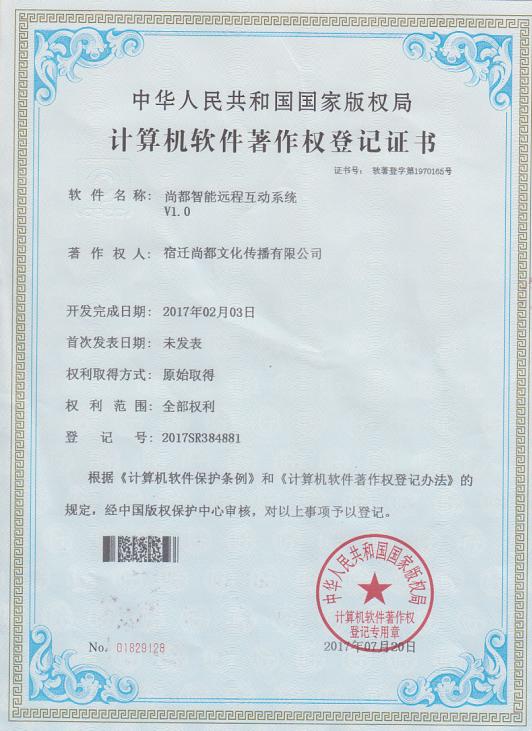 中华人民共和国国家版权局
计算机软件著作权登记证书
证书号： 软著登字第1970165号
软件名称： 尚都智能远程互动系统
V1.0
著作权人： 宿迁尚都文化传播有限公司
开发完成日期： 2017年02月03日
首次发表日期： 未发表
权利取得方式： 原始取得
权利范围： 全部权利
登记号： 2017SR384881
根据《计算机软件保护条例》和《计算机软件著作权登记办法》的
规定，经中国版权保护中心审核，对以上事项予以登记。
中华人民共和国国家版权局
计算机软件著作权
登记专用章
No. 01829128
2017年07月20日